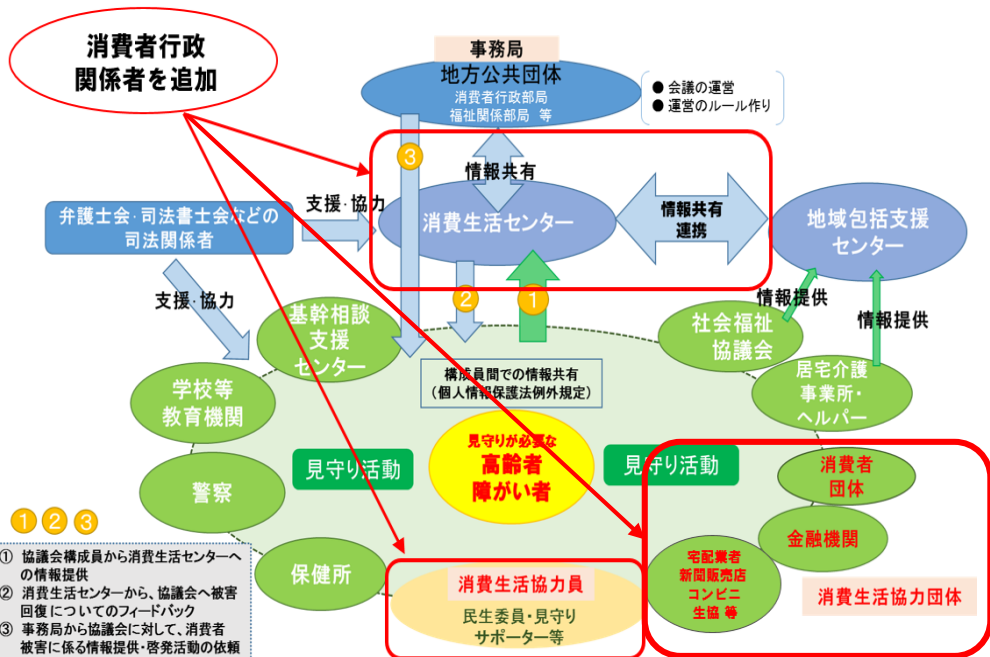 消費者行政
関係者を追加
事務局
地方公共団体
消費者行政部局
福祉関係部局 等
● 会議の運営
● 運営のルール作り
③
情報共有
支援・協力
弁護士会・司法書士会などの
司法関係者
消費生活センター
情報共有
連携
地域包括支援
センター
支援・協力
②
①
情報提供
情報提供
基幹相談
支援
センター
社会福祉
協議会
構成員間での情報共有
（個人情報保護法例外規定）
居宅介護
事業所・
ヘルパー
学校等
教育機関
見守りが必要な
高齢者
障がい者
見守り活動
見守り活動
警察
消費者
団体
金融機関
宅配業者
新聞販売店
コンビニ
生協 等
消費生活協力団体
保健所
消費生活協力員
民生委員・見守り
サポーター等
① ② ③
① 協議会構成員から消費生活センターへ
の情報提供
② 消費生活センターから、協議会へ被害
回復についてのフィードバック
③ 事務局から協議会に対して、消費者
被害に係る情報提供・啓発活動の依頼